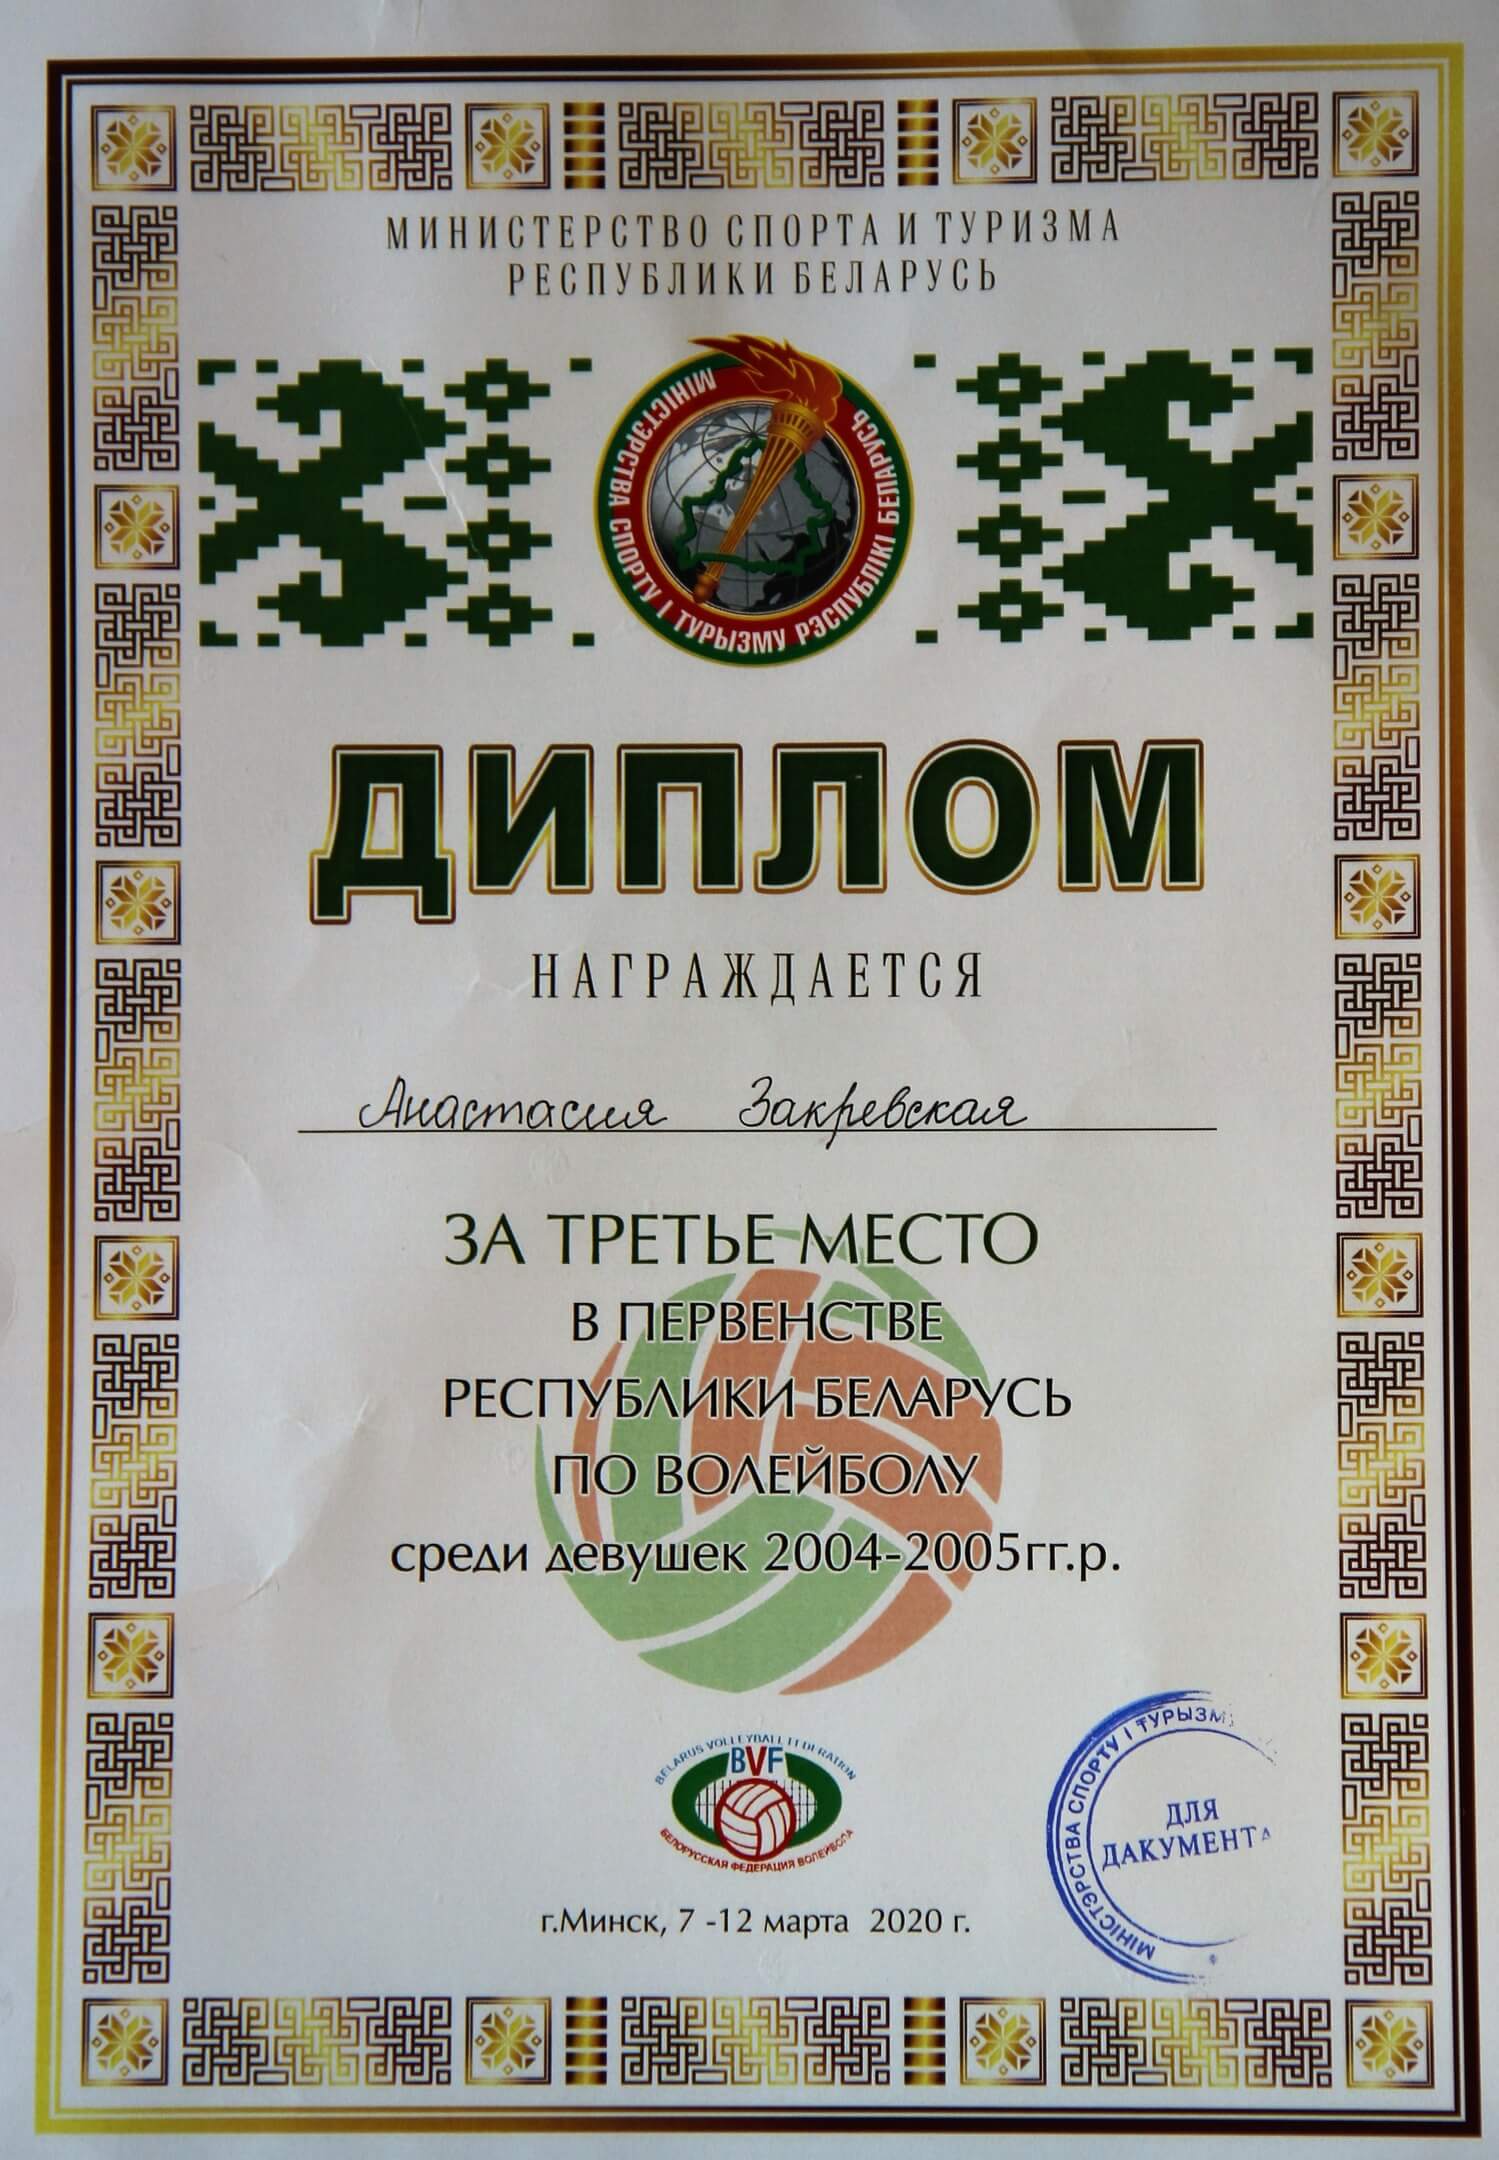 МИНИСТЕРСТВО СПОРТА И ТУРИЗМА
РЕСПУБЛИКИ БЕЛАРУСЬ
МІНІСТЭРСТВА СПОРТУ І ТУРЫЗМУ РЭСПУБЛІКІ БЕЛАРУСЬ
ДИПЛОМ
НАГРАЖДАЕТСЯ
Анастасия Закревская
ЗА ТРЕТЬЕ МЕСТО
В ПЕРВЕНСТВЕ
РЕСПУБЛИКИ БЕЛАРУСЬ
ПО ВОЛЕЙБОЛУ
среди девушек 2004-2005гг.р.
BELARUS VOLLEYBALL FEDERATION
BVF
БЕЛОРУССКАЯ ФЕДЕРАЦИЯ ВОЛЕЙБОЛА
МІНІСТЭРСТВА СПОРТУ І ТУРЫЗМУ
ДЛЯ
ДАКУМЕНТА
г.Минск, 7 -12 марта 2020 г.